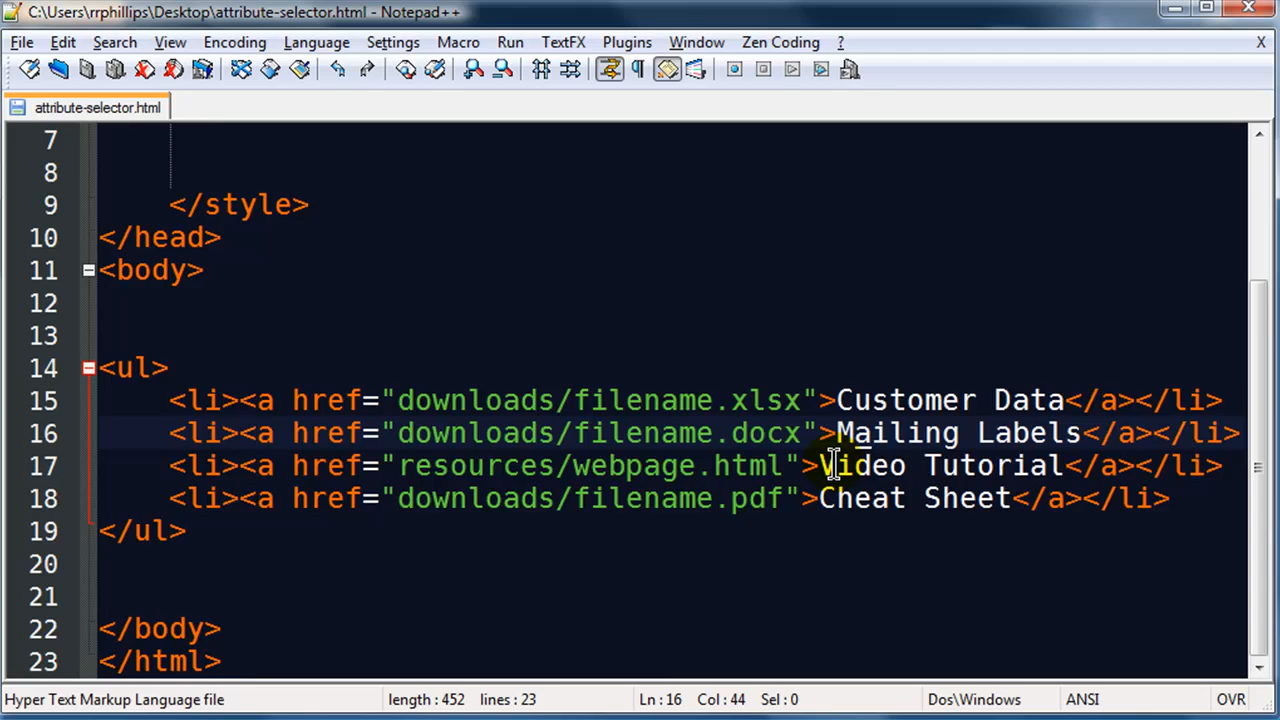 C:\Users\rrphillips\Desktop\attribute-selector.html - Notepad++
File Edit Search View Encoding Language Settings Macro Run TextFX Plugins Window Zen Coding ? X
attribute-selector.html
7
8
9 </style>
10 </head>
11 <body>
12
13
14 <ul>
15 <li><a href="downloads/filename.xlsx">Customer Data</a></li>
16 <li><a href="downloads/filename.docx">Mailing Labels</a></li>
17 <li><a href="resources/webpage.html">Video Tutorial</a></li>
18 <li><a href="downloads/filename.pdf">Cheat Sheet</a></li>
19 </ul>
20
21
22 </body>
23 </html>
Hyper Text Markup Language file length : 452 lines : 23 Ln : 16 Col : 44 Sel : 0 Dos\Windows ANSI OVR